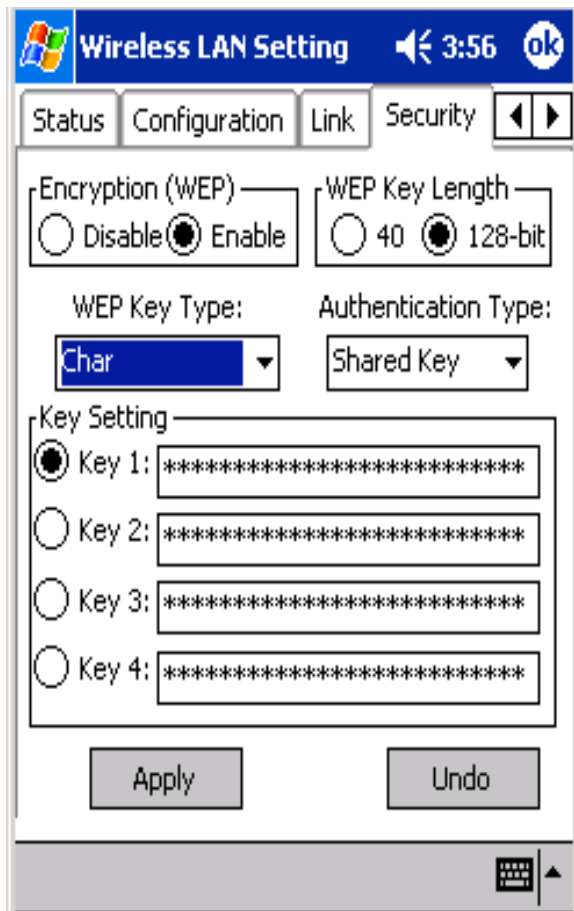 Wireless LAN Setting 3:56 ok
Status Configuration Link Security
Encryption (WEP) WEP Key Length
Disable Enable 40 128-bit
WEP Key Type: Authentication Type:
Char Shared Key
Key Setting
Key 1: **************************
Key 2: **************************
Key 3: **************************
Key 4: **************************
Apply Undo